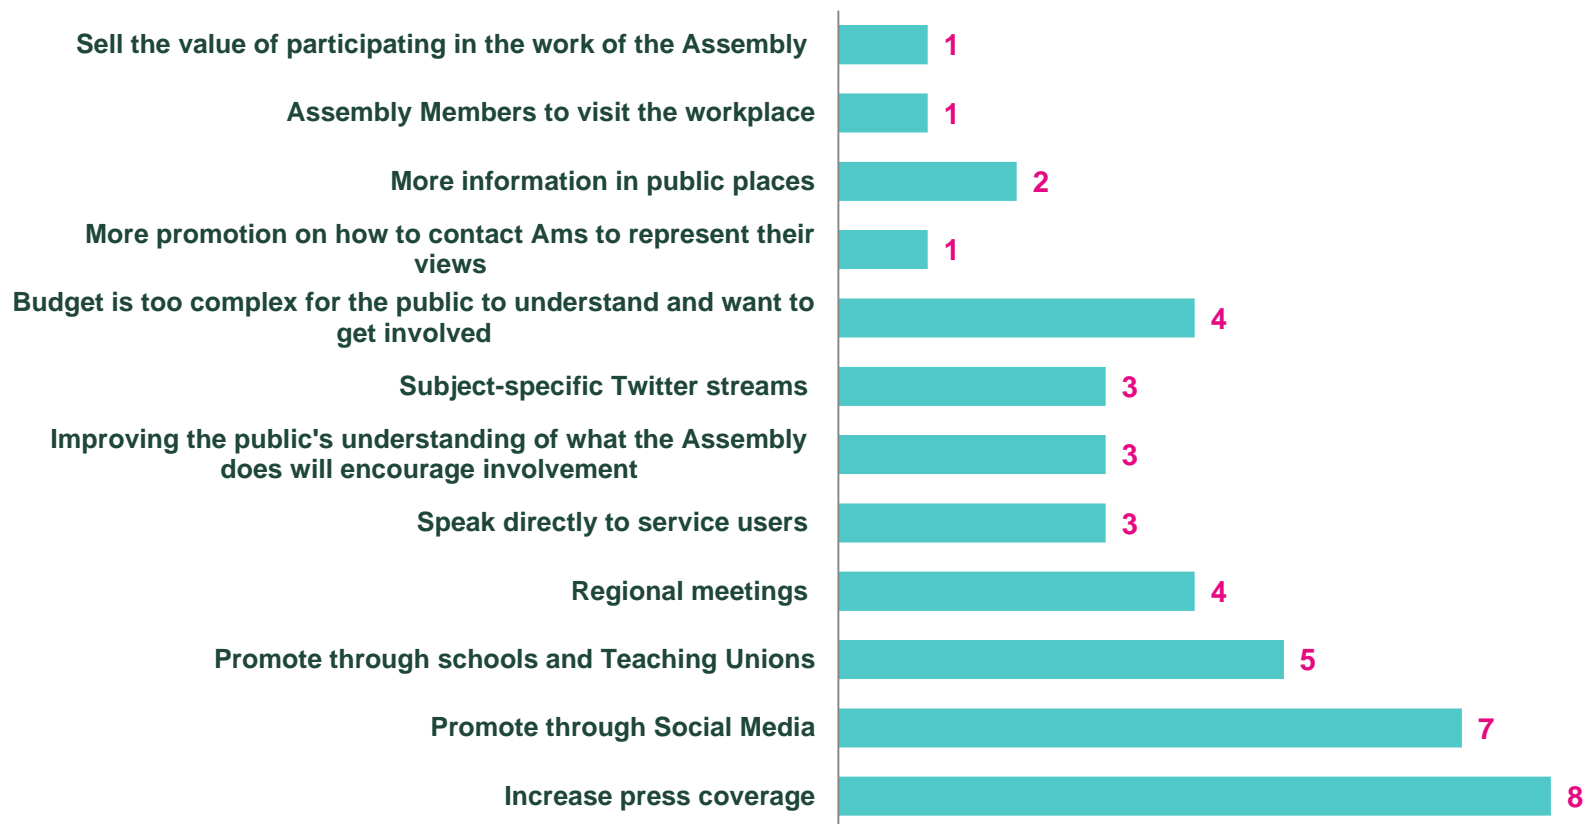 Sell the value of participating in the work of the Assembly
1
Assembly Members to visit the workplace
1
More information in public places
2
More promotion on how to contact Ams to represent their
views
1
Budget is too complex for the public to understand and want to
get involved
4
Subject-specific Twitter streams
3
Improving the public's understanding of what the Assembly
does will encourage involvement
3
Speak directly to service users
3
Regional meetings
4
Promote through schools and Teaching Unions
5
Promote through Social Media
7
Increase press coverage
8